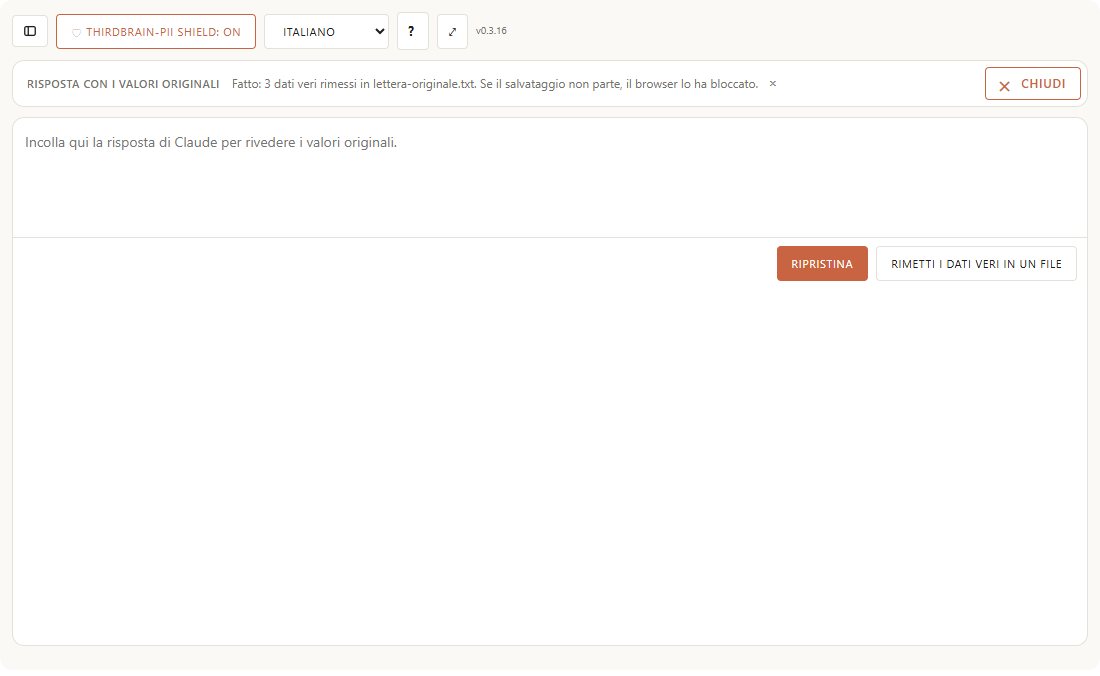 THIRDBRAIN-PII SHIELD: ON
ITALIANO
?
v0.3.16
RISPOSTA CON I VALORI ORIGINALI
Fatto: 3 dati veri rimessi in lettera-originale.txt. Se il salvataggio non parte, il browser lo ha bloccato.
×
× CHIUDI
Incolla qui la risposta di Claude per rivedere i valori originali.
RIPRISTINA
RIMETTI I DATI VERI IN UN FILE